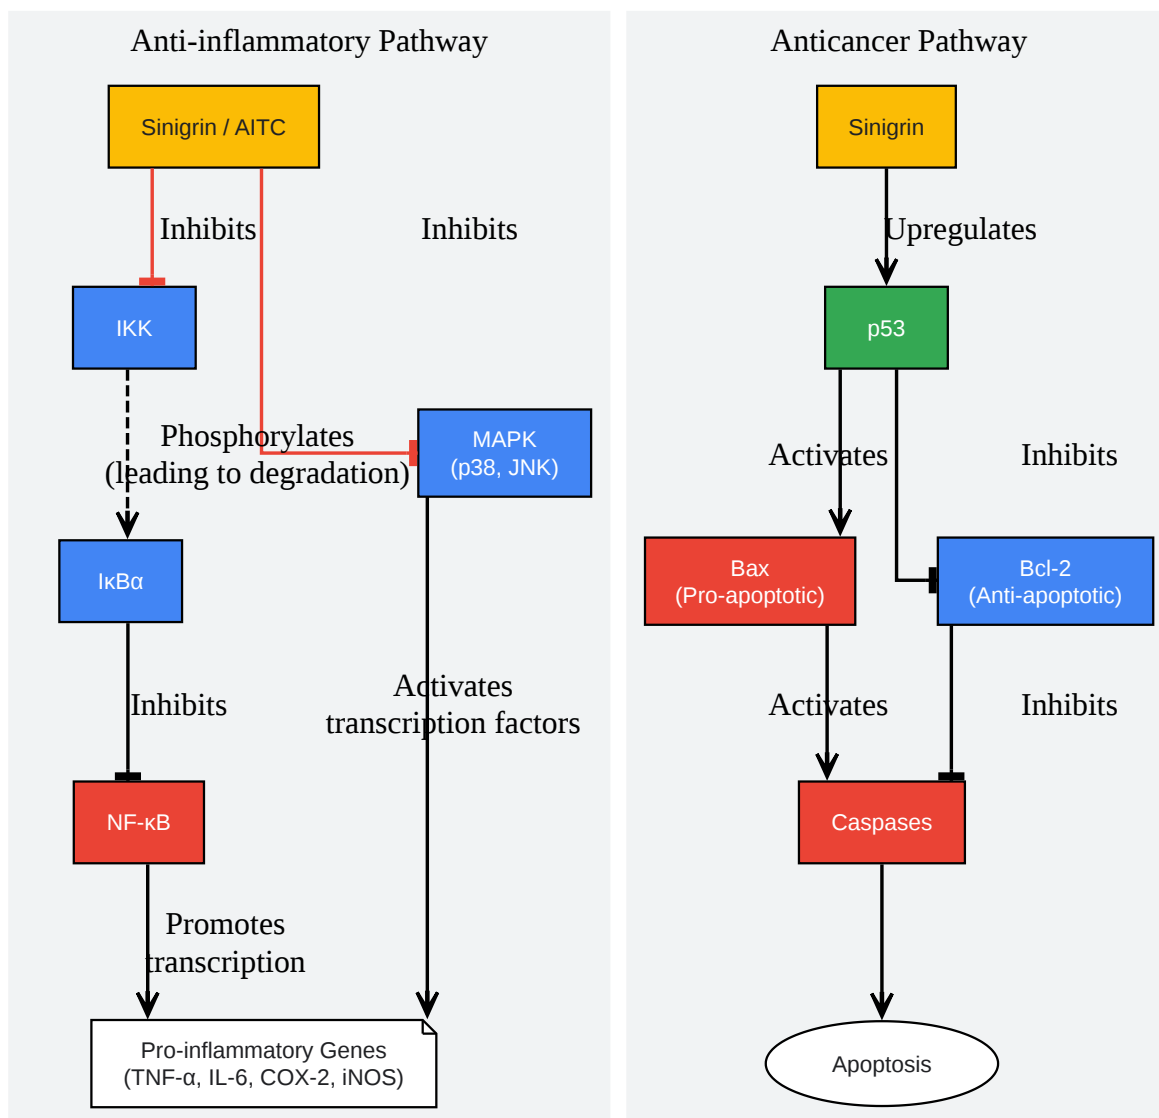 Anti-inflammatory Pathway
Sinigrin / AITC
Inhibits
Inhibits
IKK
Phosphorylates
(leading to degradation)
MAPK
(p38, JNK)
IκBα
Inhibits
Activates
transcription factors
NF-κB
Promotes
transcription
Pro-inflammatory Genes
(TNF-α, IL-6, COX-2, iNOS)
Anticancer Pathway
Sinigrin
Upregulates
p53
Activates
Inhibits
Bax
(Pro-apoptotic)
Bcl-2
(Anti-apoptotic)
Activates
Inhibits
Caspases
Apoptosis